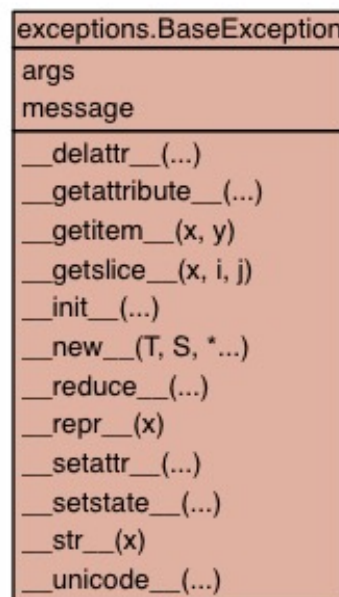 exceptions.BaseException
args
message
__delattr__(...)
__getattribute__(...)
__getitem__(x, y)
__getslice__(x, i, j)
__init__(...)
__new__(T, S, *...)
__reduce__(...)
__repr__(x)
__setattr__(...)
__setstate__(...)
__str__(x)
__unicode__(...)